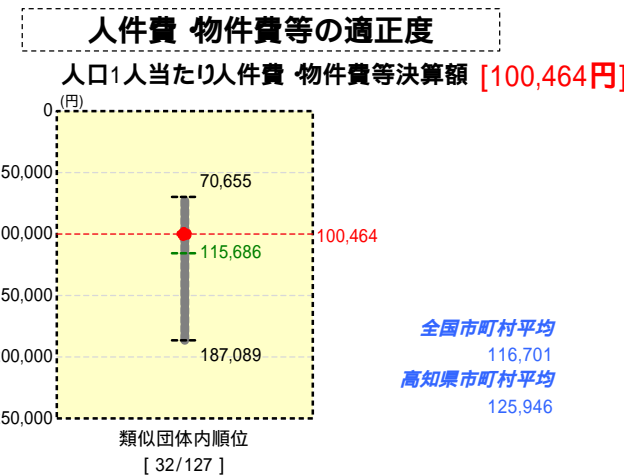 人件費・物件費等の適正度
人口1人当たり人件費・物件費等決算額 [100,464円]
(円)
0
50,000
70,655
00,000
100,464
115,686
50,000
00,000
187,089
50,000
全国市町村平均
116,701
高知県市町村平均
125,946
類似団体内順位
[ 32/127 ]